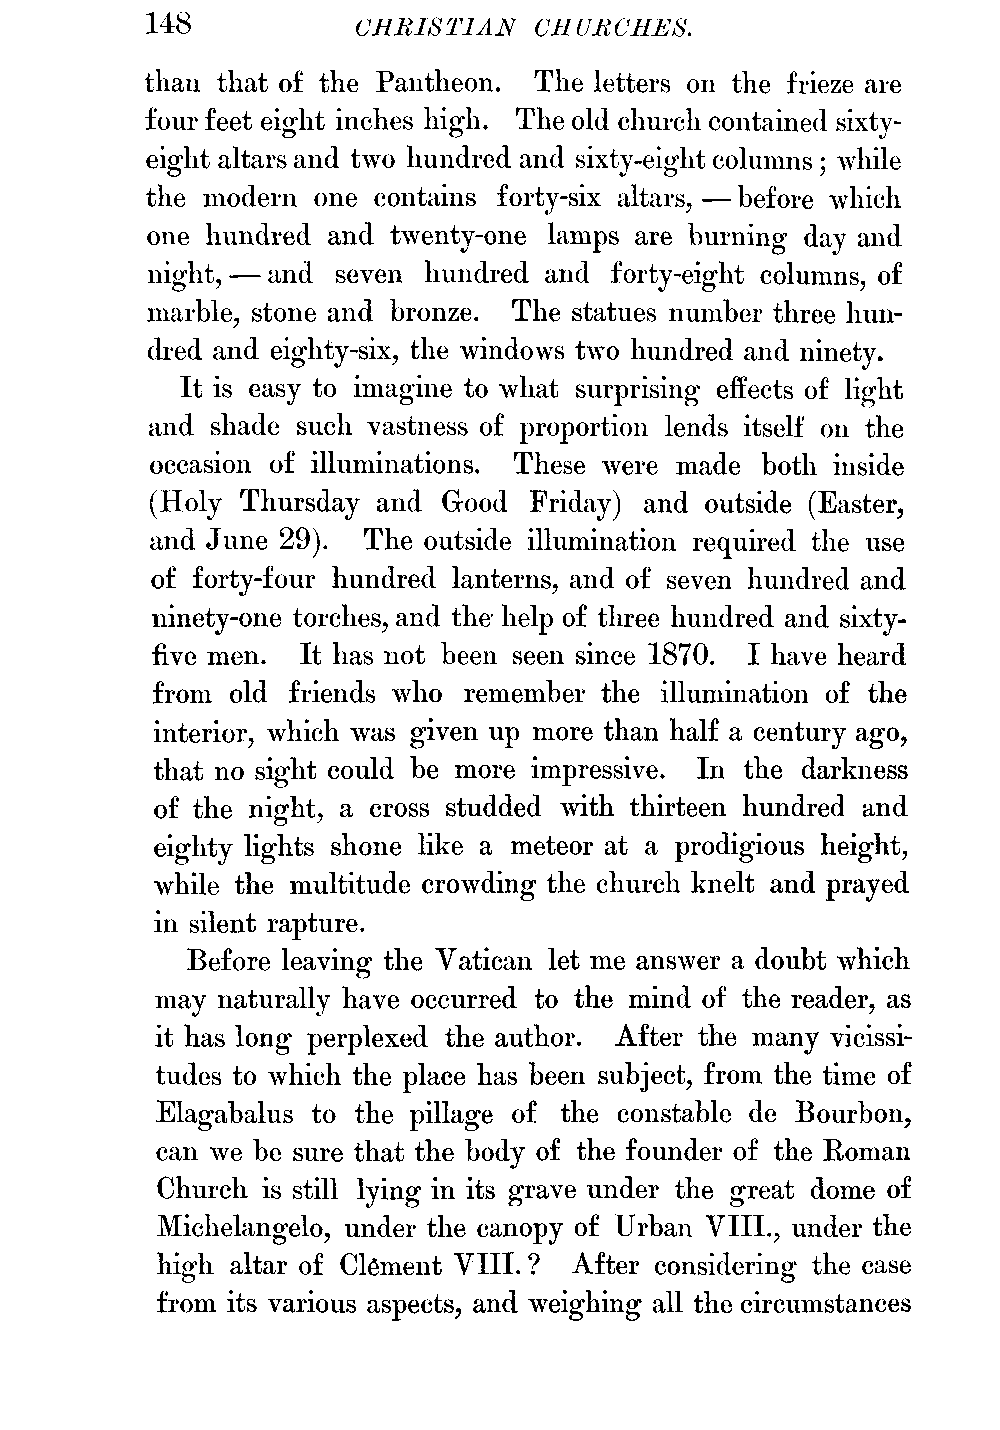 148 CHRISTIAN CHURCHES.
than that of the Pantheon. The letters on the frieze are
four feet eight inches high. The old church contained sixty-
eight altars and two hundred and sixty-eight columns; while
the modern one contains forty-six altars, — before which
one hundred and twenty-one lamps are burning day and
night, — and seven hundred and forty-eight columns, of
marble, stone and bronze. The statues number three hun-
dred and eighty-six, the windows two hundred and ninety.
It is easy to imagine to what surprising effects of light
and shade such vastness of proportion lends itself on the
occasion of illuminations. These were made both inside
(Holy Thursday and Good Friday) and outside (Easter,
and June 29). The outside illumination required the use
of forty-four hundred lanterns, and of seven hundred and
ninety-one torches, and the help of three hundred and sixty-
five men. It has not been seen since 1870. I have heard
from old friends who remember the illumination of the
interior, which was given up more than half a century ago,
that no sight could be more impressive. In the darkness
of the night, a cross studded with thirteen hundred and
eighty lights shone like a meteor at a prodigious height,
while the multitude crowding the church knelt and prayed
in silent rapture.
Before leaving the Vatican let me answer a doubt which
may naturally have occurred to the mind of the reader, as
it has long perplexed the author. After the many vicissi-
tudes to which the place has been subject, from the time of
Elagabalus to the pillage of the constable de Bourbon,
can we be sure that the body of the founder of the Roman
Church is still lying in its grave under the great dome of
Michelangelo, under the canopy of Urban VIII., under the
high altar of Clement VIII.? After considering the case
from its various aspects, and weighing all the circumstances